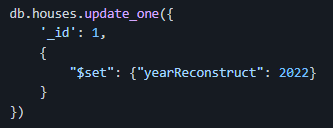 db.houses.update_one({
    '_id': 1,
    {
        "$set": {"yearReconstruct": 2022}
    }
})